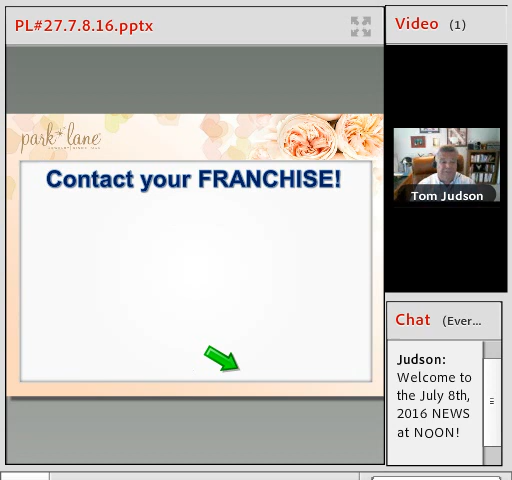 PL#27.7.8.16.pptx
park lane
Contact your FRANCHISE!
Video (1)
Tom Judson
Chat (Ever...
Judson:
Welcome to
the July 8th,
2016 NEWS
at NOON!